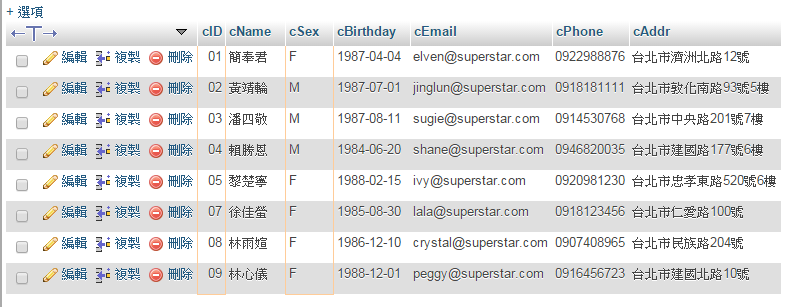 + 選項
←T→ cID cName cSex cBirthday cEmail cPhone cAddr
編輯 複製 刪除 01 簡奉君 F 1987-04-04 elven@superstar.com 0922988876 台北市濟洲北路12號
編輯 複製 刪除 02 黃靖輪 M 1987-07-01 jinglun@superstar.com 0918181111 台北市敦化南路93號5樓
編輯 複製 刪除 03 潘四敬 M 1987-08-11 sugie@superstar.com 0914530768 台北市中央路201號7樓
編輯 複製 刪除 04 賴勝恩 M 1984-06-20 shane@superstar.com 0946820035 台北市建國路177號6樓
編輯 複製 刪除 05 黎楚寧 F 1988-02-15 ivy@superstar.com 0920981230 台北市忠孝東路520號6樓
編輯 複製 刪除 07 徐佳螢 F 1985-08-30 lala@superstar.com 0918123456 台北市仁愛路100號
編輯 複製 刪除 08 林雨媗 F 1986-12-10 crystal@superstar.com 0907408965 台北市民族路204號
編輯 複製 刪除 09 林心儀 F 1988-12-01 peggy@superstar.com 0916456723 台北市建國北路10號